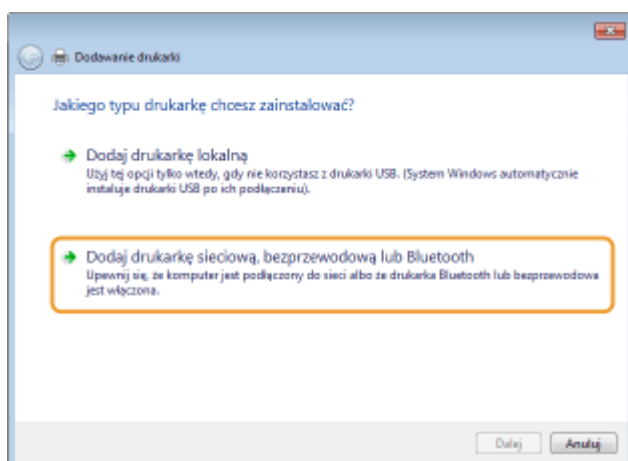 Dodawanie drukarki
Jakiego typu drukarkę chcesz zainstalować?
Dodaj drukarkę lokalną
Użyj tej opcji tylko wtedy, gdy nie korzystasz z drukarki USB. (System Windows automatycznie
instaluje drukarki USB po ich podłączeniu).
Dodaj drukarkę sieciową, bezprzewodową lub Bluetooth
Upewnij się, że komputer jest podłączony do sieci albo że drukarka Bluetooth lub bezprzewodowa
jest włączona.
Dalej
Anuluj